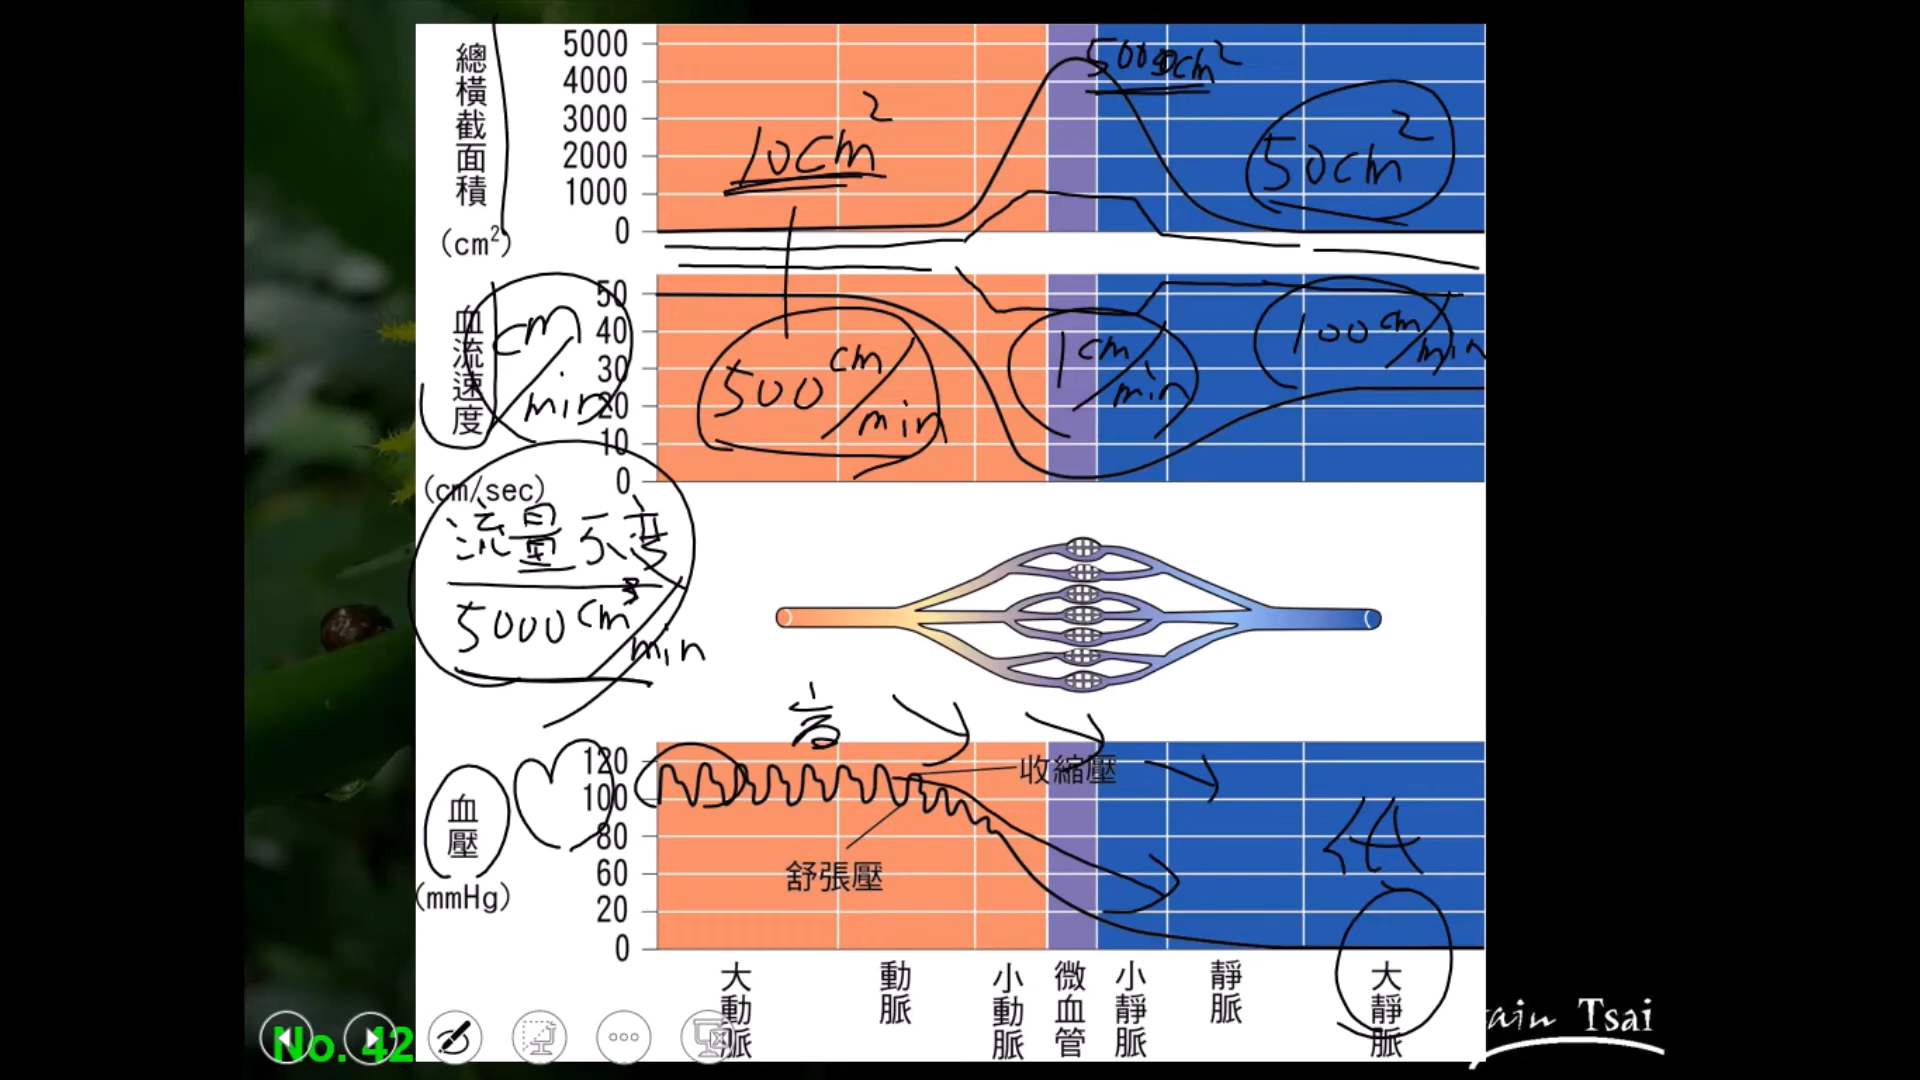 總橫截面積
(cm²)
5000
4000
3000
2000
1000
0
10cm²
5000cm²
50cm²
血流速度
(cm/sec)
cm/min
50
40
30
20
10
0
500 cm/min
1 cm/min
100 cm/min
流量不變
5000 cm³/min
高
血壓
(mmHg)
120
100
80
60
20
0
收縮壓
舒張壓
低
大動脈
動脈
小動脈
微血管
小靜脈
靜脈
大靜脈
No. 42
ain Tsai